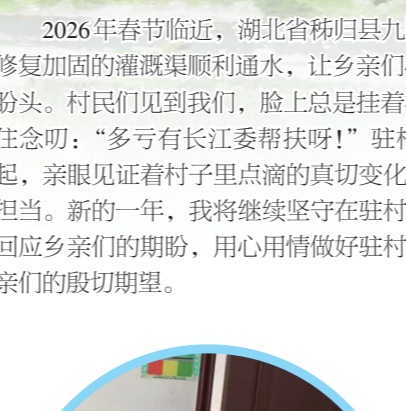 2026年春节临近，湖北省秭归县九
修复加固的灌溉渠顺利通水，让乡亲们
盼头。村民们见到我们，脸上总是挂着
住念叨：“多亏有长江委帮扶呀！”驻村
起，亲眼见证着村子里点滴的真切变化
担当。新的一年，我将继续坚守在驻村
回应乡亲们的期盼，用心用情做好驻村
亲们的殷切期望。